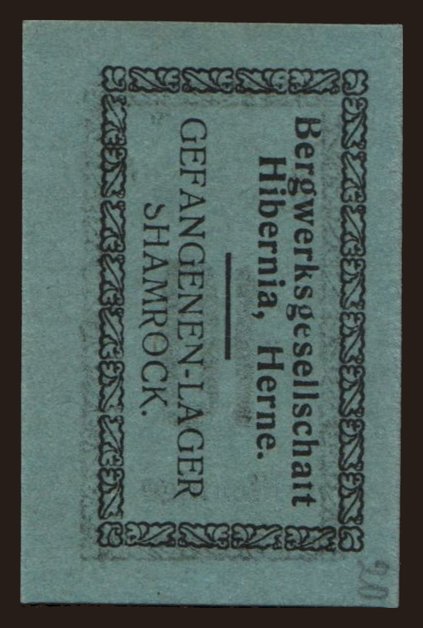 Bergwerksgesellschaft
Hibernia, Herne.
GEFANGENEN-LAGER
SHAMROCK.
20